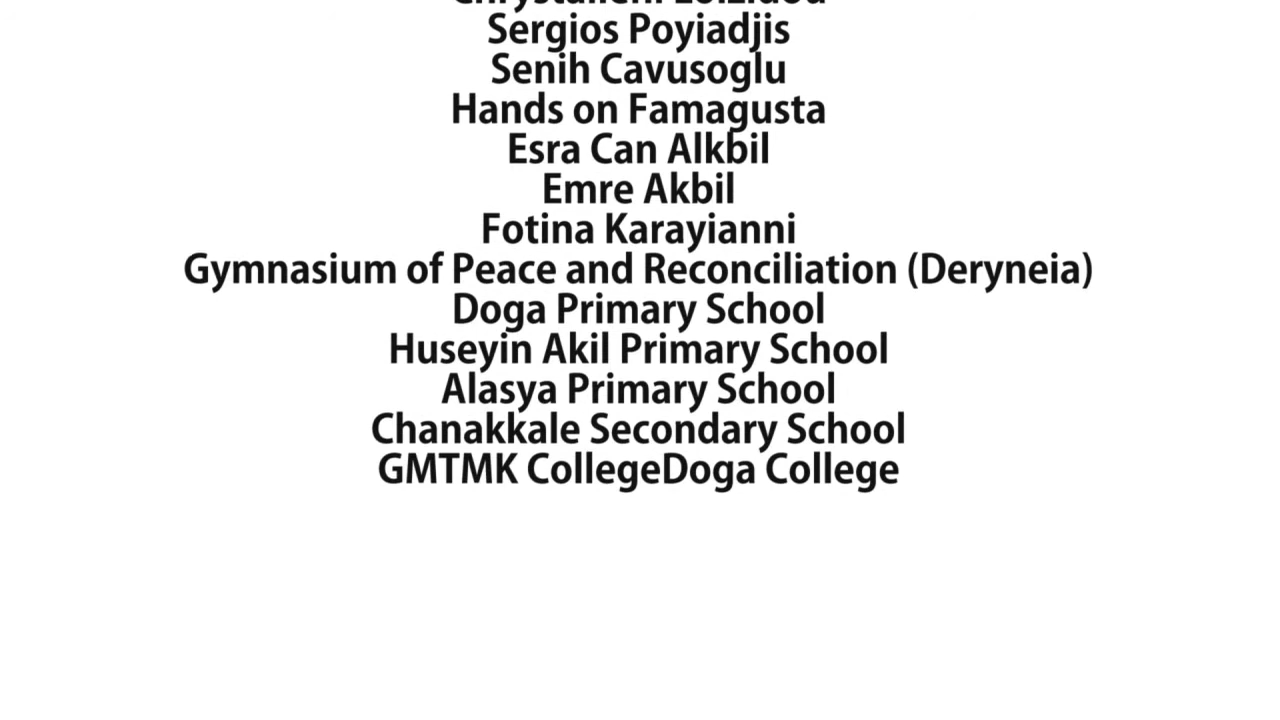 Sergios Poyiadjis
Senih Cavusoglu
Hands on Famagusta
Esra Can Alkbil
Emre Akbil
Fotina Karayianni
Gymnasium of Peace and Reconciliation (Deryneia)
Doga Primary School
Huseyin Akil Primary School
Alasya Primary School
Chanakkale Secondary School
GMTMK CollegeDoga College